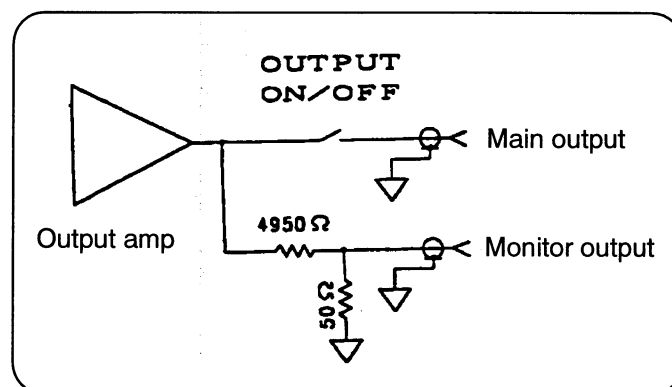 OUTPUT
ON/OFF
Main output
Output amp
4950Ω
Monitor output
50Ω